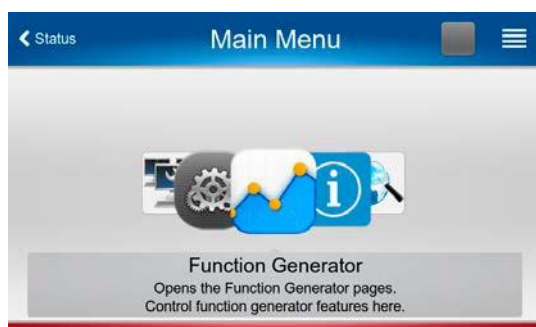 Status
Main Menu
Function Generator
Opens the Function Generator pages.
Control function generator features here.